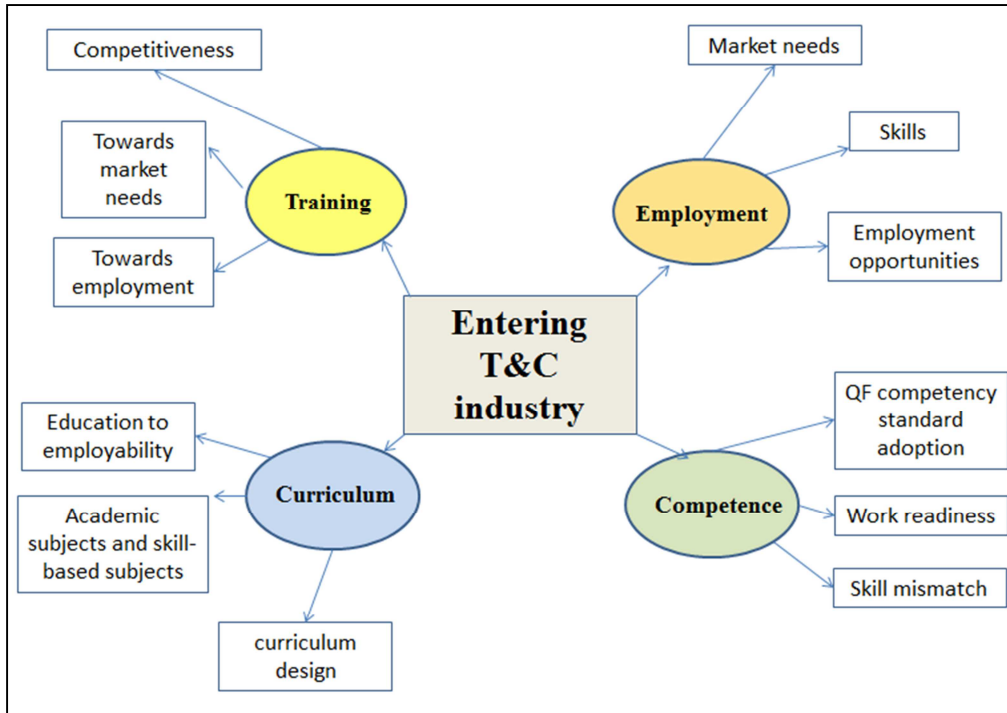 Competitiveness
Towards
market
needs
Training
Towards
employment
Market needs
Skills
Employment
Employment
opportunities
Entering
T&C
industry
Education to
employability
Curriculum
Academic
subjects and skill-
based subjects
curriculum
design
QF competency
standard
adoption
Competence
Work readiness
Skill mismatch